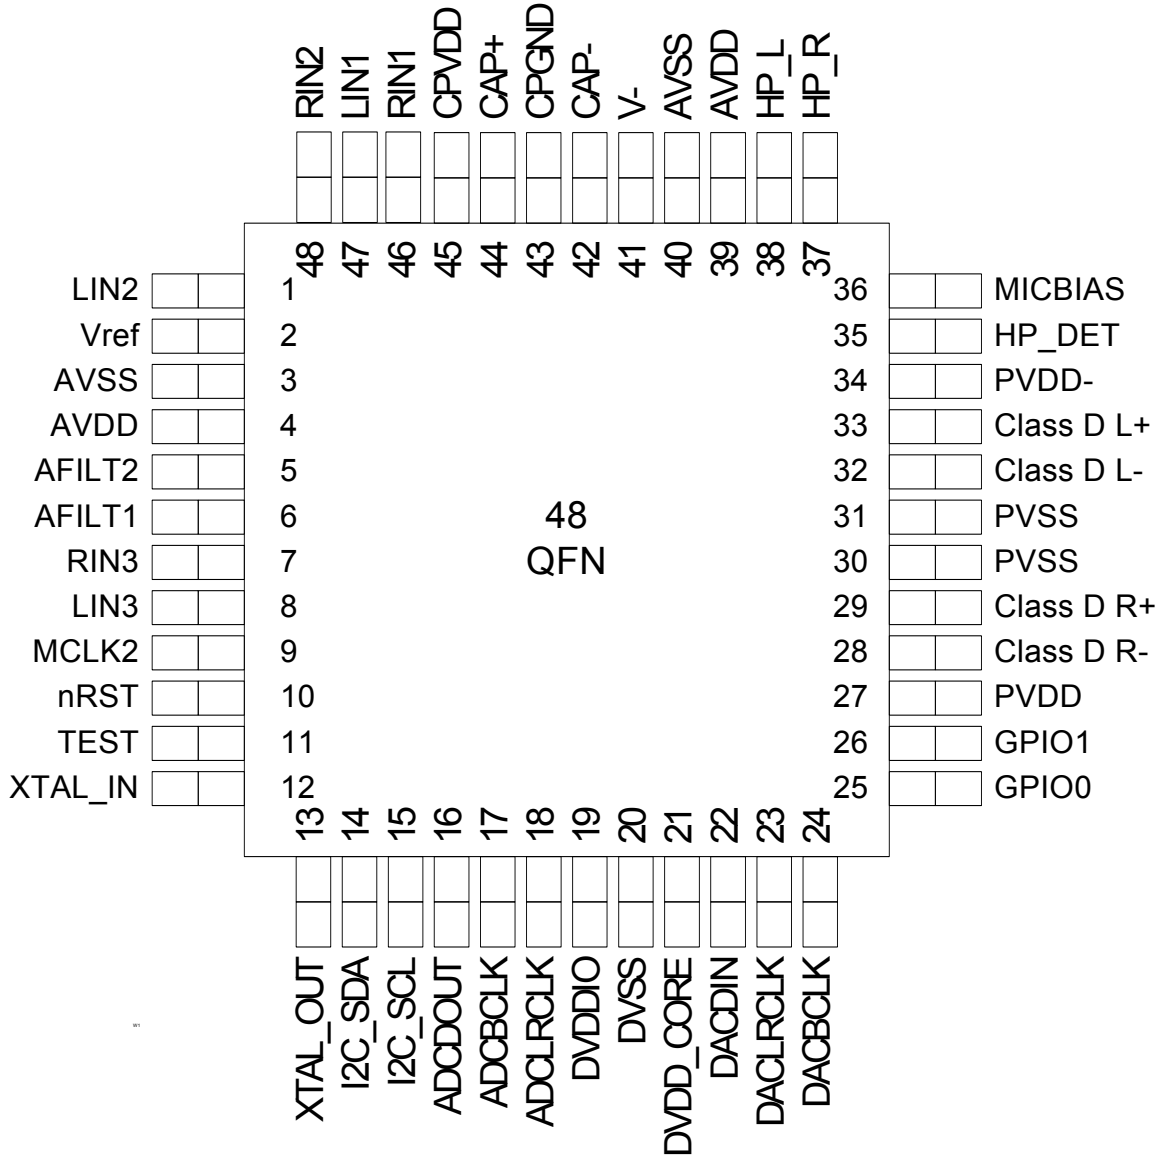 RIN2
LIN1
RIN1
CPVDD
CAP+
CPGND
CAP-
V-
AVSS
AVDD
HP_L
HP_R
48
47
46
45
44
43
42
41
40
39
38
37
LIN2 1
Vref 2
AVSS 3
AVDD 4
AFILT2 5
AFILT1 6
RIN3 7
LIN3 8
MCLK2 9
nRST 10
TEST 11
XTAL_IN 12
48
QFN
36 MICBIAS
35 HP_DET
34 PVDD-
33 Class D L+
32 Class D L-
31 PVSS
30 PVSS
29 Class D R+
28 Class D R-
27 PVDD
26 GPIO1
25 GPIO0
13
14
15
16
17
18
19
20
21
22
23
24
XTAL_OUT
I2C_SDA
I2C_SCL
ADCDOUT
ADCBCLK
ADCLRCLK
DVDDIO
DVSS
DVDD_CORE
DACDIN
DACLRCLK
DACBCLK